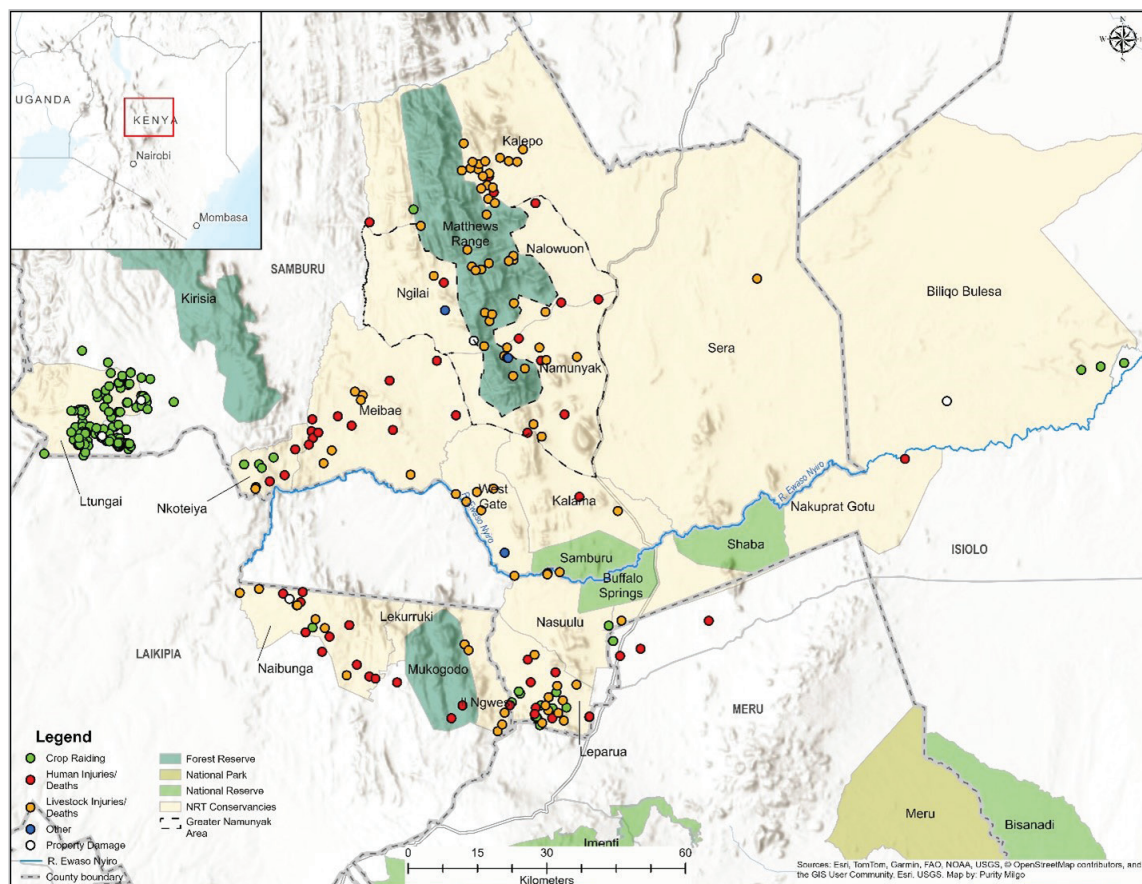 UGANDA
KENYA
Nairobi
Mombasa
N
W
Kalepo
Matthews
Range
Nalowuon
SAMBURU
Kirisia
Ngilai
Biliqo Bulesa
Sera
Namunyak
Meibae
Ltungai
Nkoteiya
West
Gate
R. Ewaso Nyiro
Kalama
R. Ewaso Nyiro
Nakuprat Gotu
Shaba
ISIOLO
Samburu
Buffalo
Springs
Lekurruki
Nasuulu
LAIKIPIA
Naibunga
Mukogodo
Il Ngwesi
MERU
Leparua
Meru
Bisanadi
Imenti
Legend
Crop Raiding
Human Injuries/
Deaths
Livestock Injuries/
Deaths
Other
Property Damage
R. Ewaso Nyiro
County boundary
Forest Reserve
National Park
National Reserve
NRT Conservancies
Greater Namunyak
Area
0 15 30 60
Kilometers
Sources: Esri, TomTom, Garmin, FAO, NOAA, USGS, © OpenStreetMap contributors, and
the GIS User Community. Esri, USGS. Map by: Purity Milgo